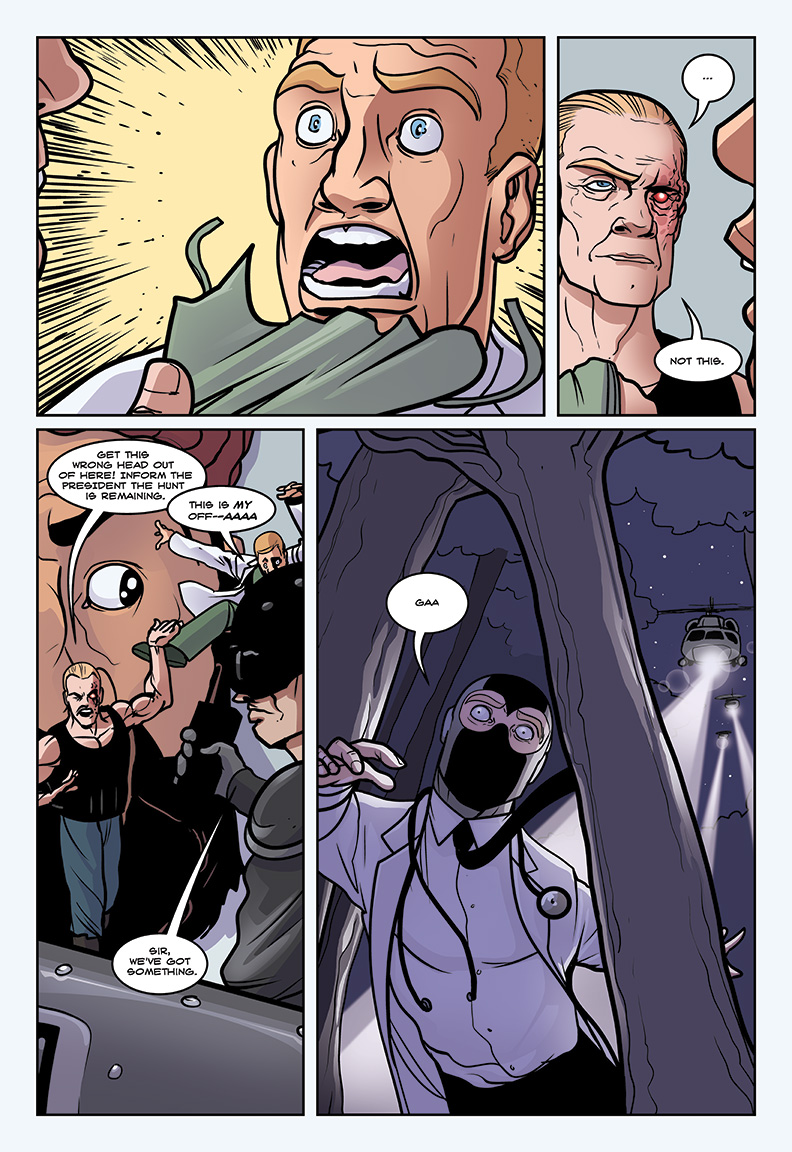 ...
NOT THIS.
GET THIS
WRONG HEAD OUT
OF HERE! INFORM THE
PRESIDENT THE HUNT
IS REMAINING.
THIS IS MY
OFF--AAAA
SIR,
WE'VE GOT
SOMETHING.
GAA